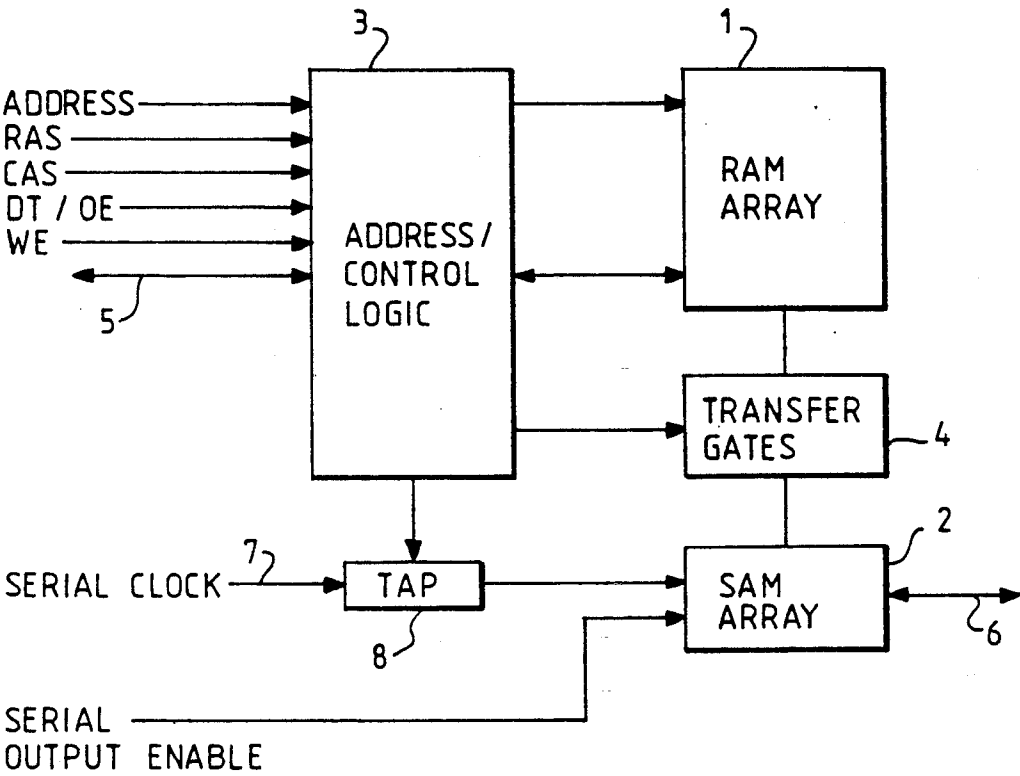 3
1
ADDRESS
RAS
CAS
DT / OE
WE
5
ADDRESS /
CONTROL
LOGIC
RAM
ARRAY
TRANSFER
GATES
4
2
7
SERIAL CLOCK
TAP
8
SAM
ARRAY
6
SERIAL
OUTPUT ENABLE